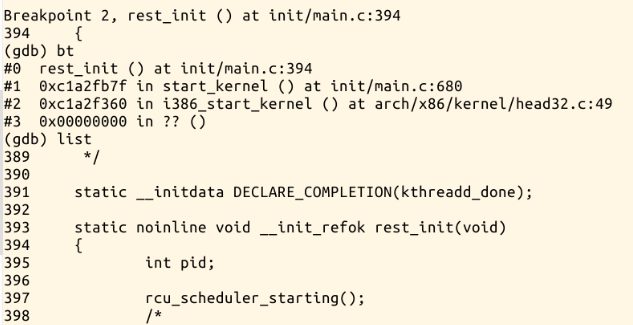 Breakpoint 2, rest_init () at init/main.c:394
394     {
(gdb) bt
#0  rest_init () at init/main.c:394
#1  0xc1a2fb7f in start_kernel () at init/main.c:680
#2  0xc1a2f360 in i386_start_kernel () at arch/x86/kernel/head32.c:49
#3  0x00000000 in ?? ()
(gdb) list
389      */
390
391     static __initdata DECLARE_COMPLETION(kthreadd_done);
392
393     static noinline void __init_refok rest_init(void)
394     {
395             int pid;
396
397             rcu_scheduler_starting();
398             /*